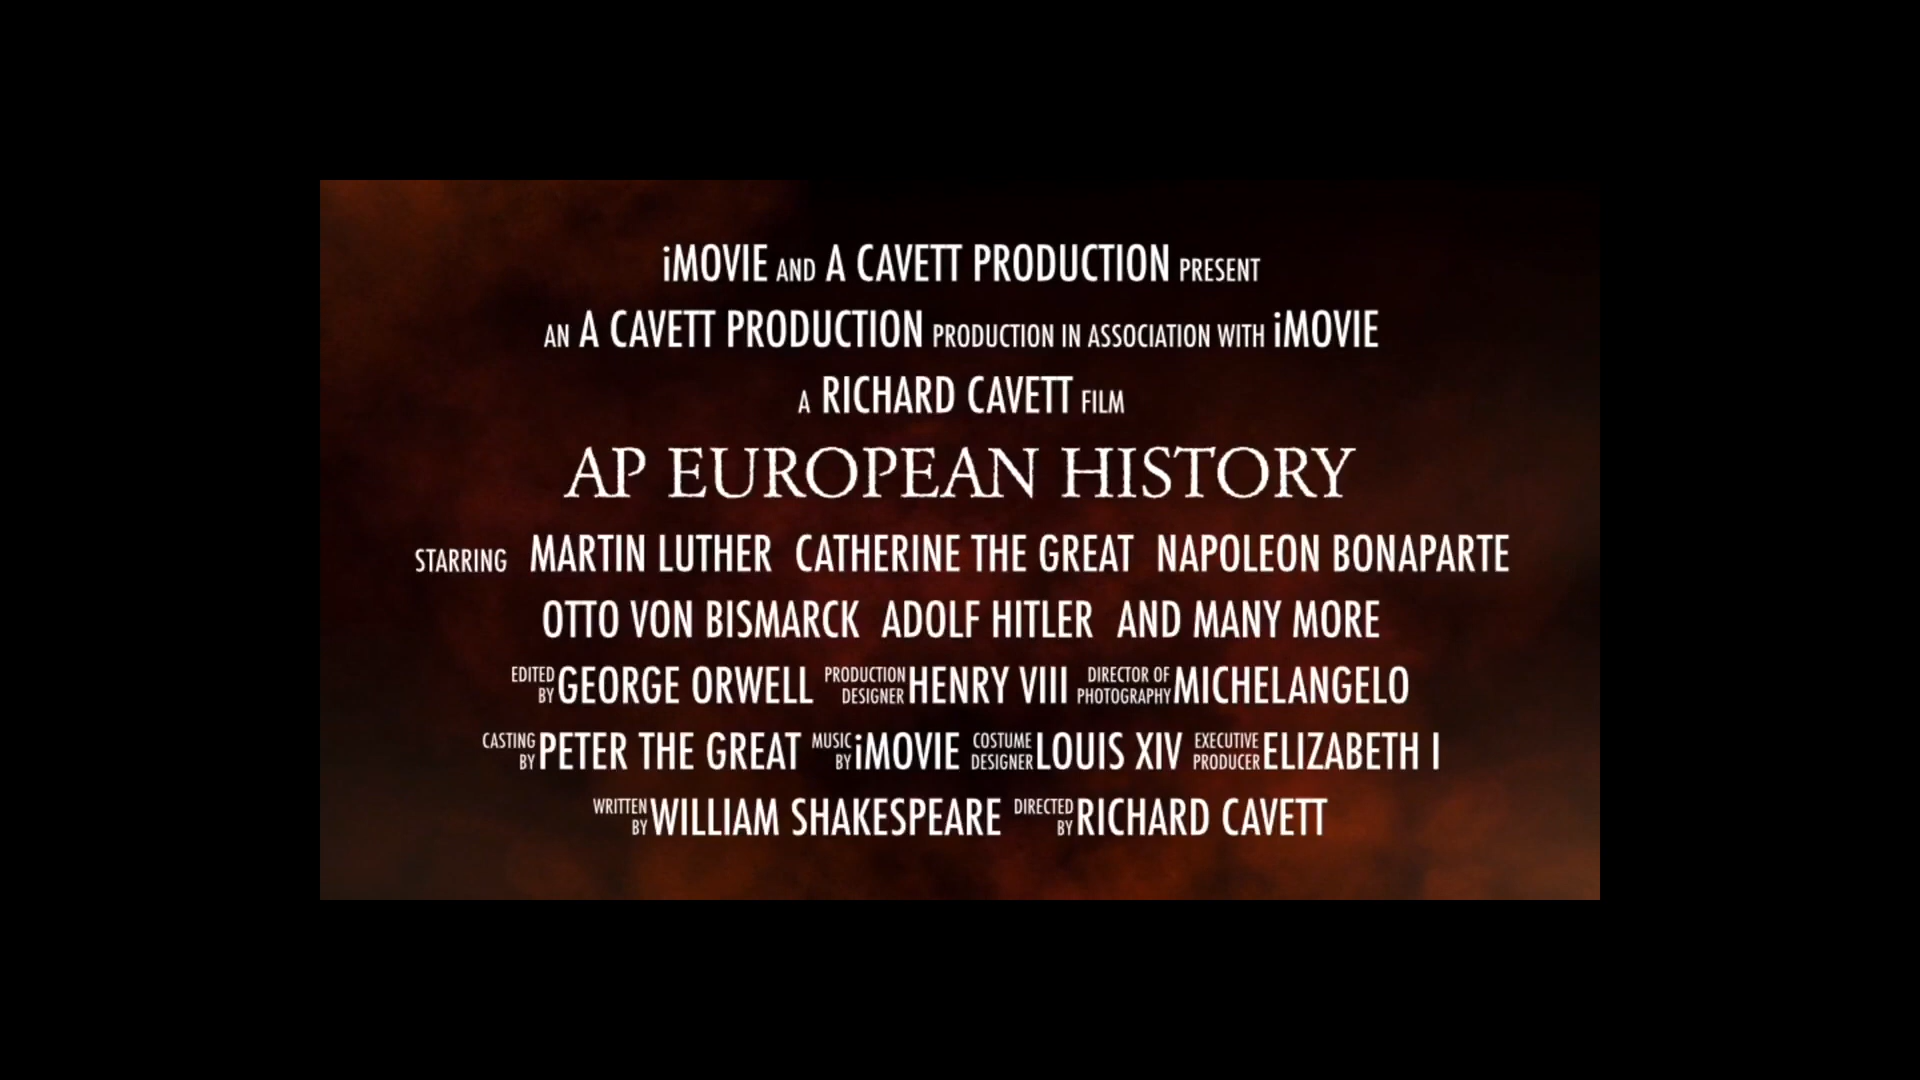 iMOVIE AND A CAVETT PRODUCTION PRESENT
AN A CAVETT PRODUCTION PRODUCTION IN ASSOCIATION WITH iMOVIE
A RICHARD CAVETT FILM
AP EUROPEAN HISTORY
STARRING MARTIN LUTHER CATHERINE THE GREAT NAPOLEON BONAPARTE
OTTO VON BISMARCK ADOLF HITLER AND MANY MORE
EDITED BY GEORGE ORWELL PRODUCTION DESIGNER HENRY VIII DIRECTOR OF PHOTOGRAPHY MICHELANGELO
CASTING BY PETER THE GREAT MUSIC BY iMOVIE COSTUME DESIGNER LOUIS XIV EXECUTIVE PRODUCER ELIZABETH I
WRITTEN BY WILLIAM SHAKESPEARE DIRECTED BY RICHARD CAVETT